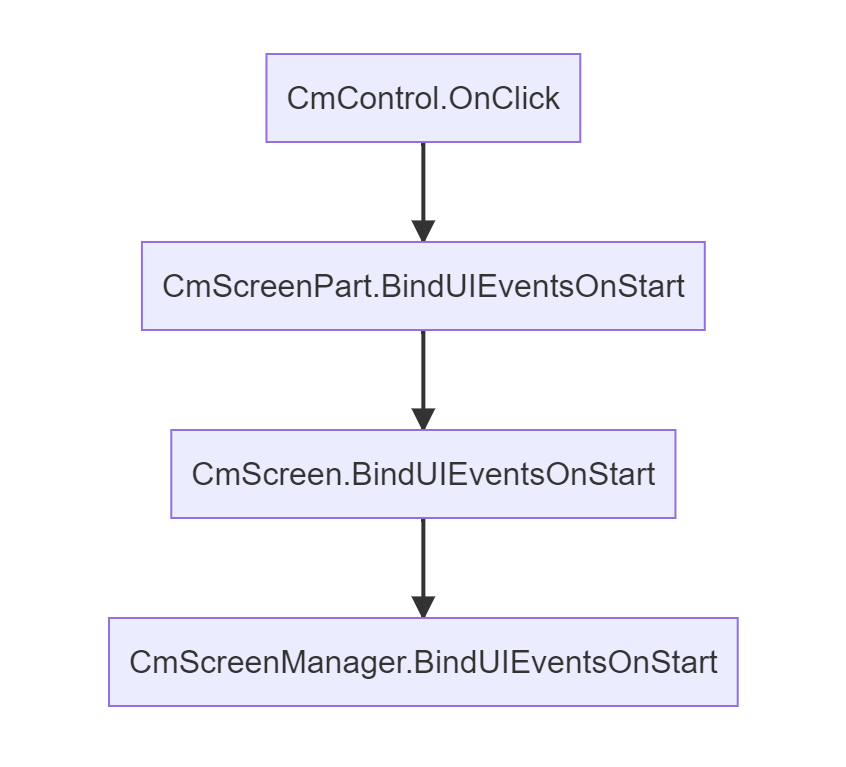 CmControl.OnClick
CmScreenPart.BindUIEventsOnStart
CmScreen.BindUIEventsOnStart
CmScreenManager.BindUIEventsOnStart